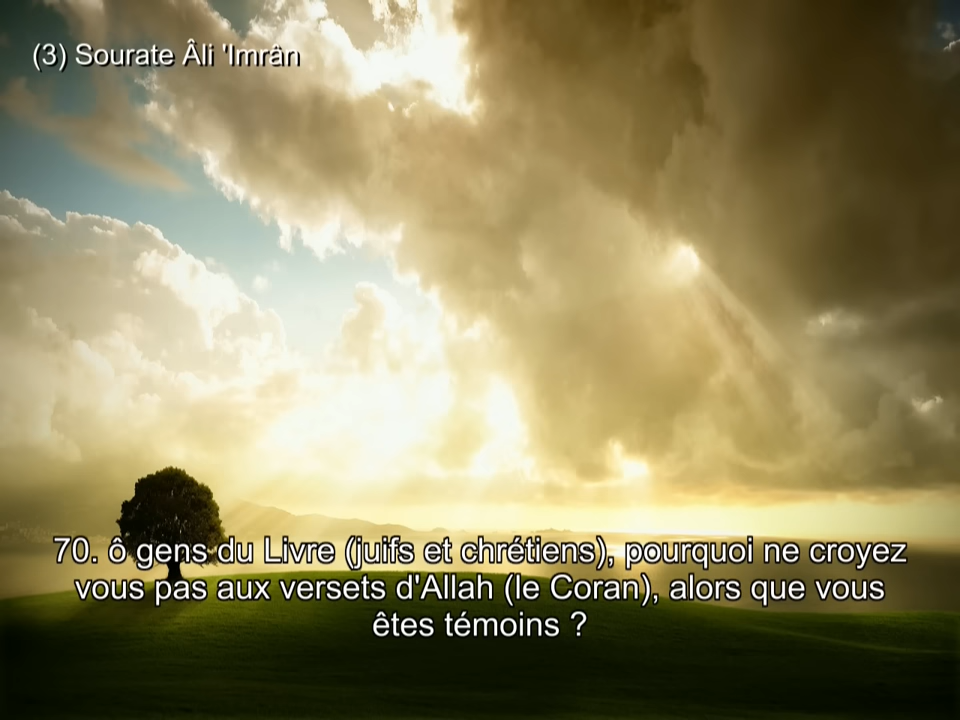 (3) Sourate Âli 'Imrân
70. ô gens du Livre (juifs et chrétiens), pourquoi ne croyez
vous pas aux versets d'Allah (le Coran), alors que vous
êtes témoins ?